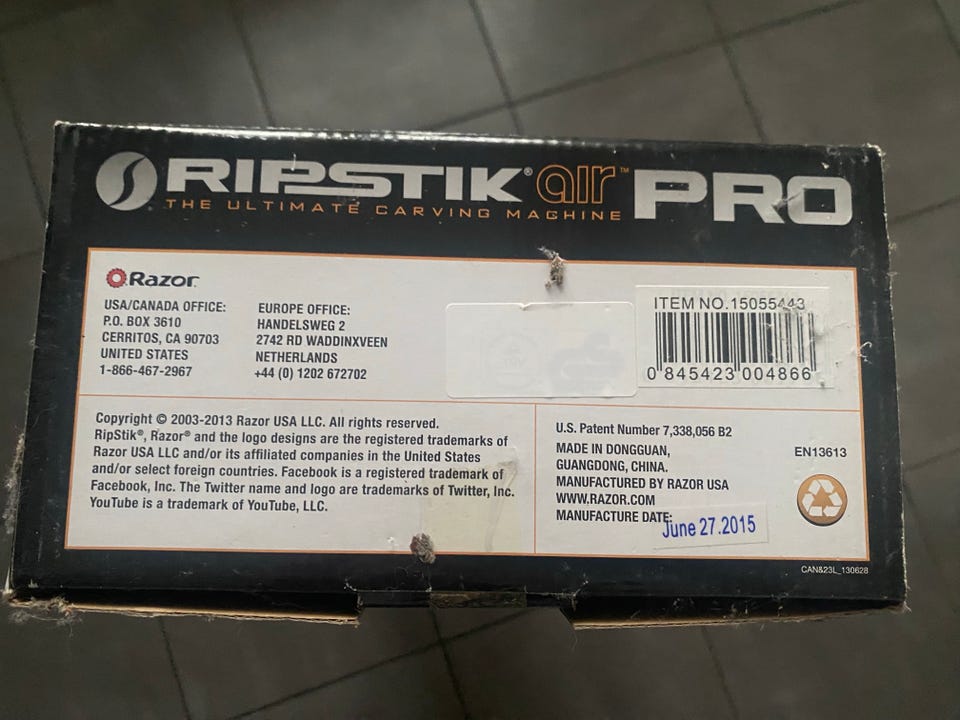 RIPSTIK® air™ PRO
THE ULTIMATE CARVING MACHINE
Razor
USA/CANADA OFFICE:
P.O. BOX 3610
CERRITOS, CA 90703
UNITED STATES
1-866-467-2967
EUROPE OFFICE:
HANDELSWEG 2
2742 RD WADDINXVEEN
NETHERLANDS
+44 (0) 1202 672702
ITEM NO.15055443
0 845423 004866
Copyright © 2003-2013 Razor USA LLC. All rights reserved.
RipStik®, Razor® and the logo designs are the registered trademarks of
Razor USA LLC and/or its affiliated companies in the United States
and/or select foreign countries. Facebook is a registered trademark of
Facebook, Inc. The Twitter name and logo are trademarks of Twitter, Inc.
YouTube is a trademark of YouTube, LLC.
U.S. Patent Number 7,338,056 B2
MADE IN DONGGUAN,
GUANGDONG, CHINA.
MANUFACTURED BY RAZOR USA
WWW.RAZOR.COM
MANUFACTURE DATE: June 27.2015
EN13613
CAN&23L_130628